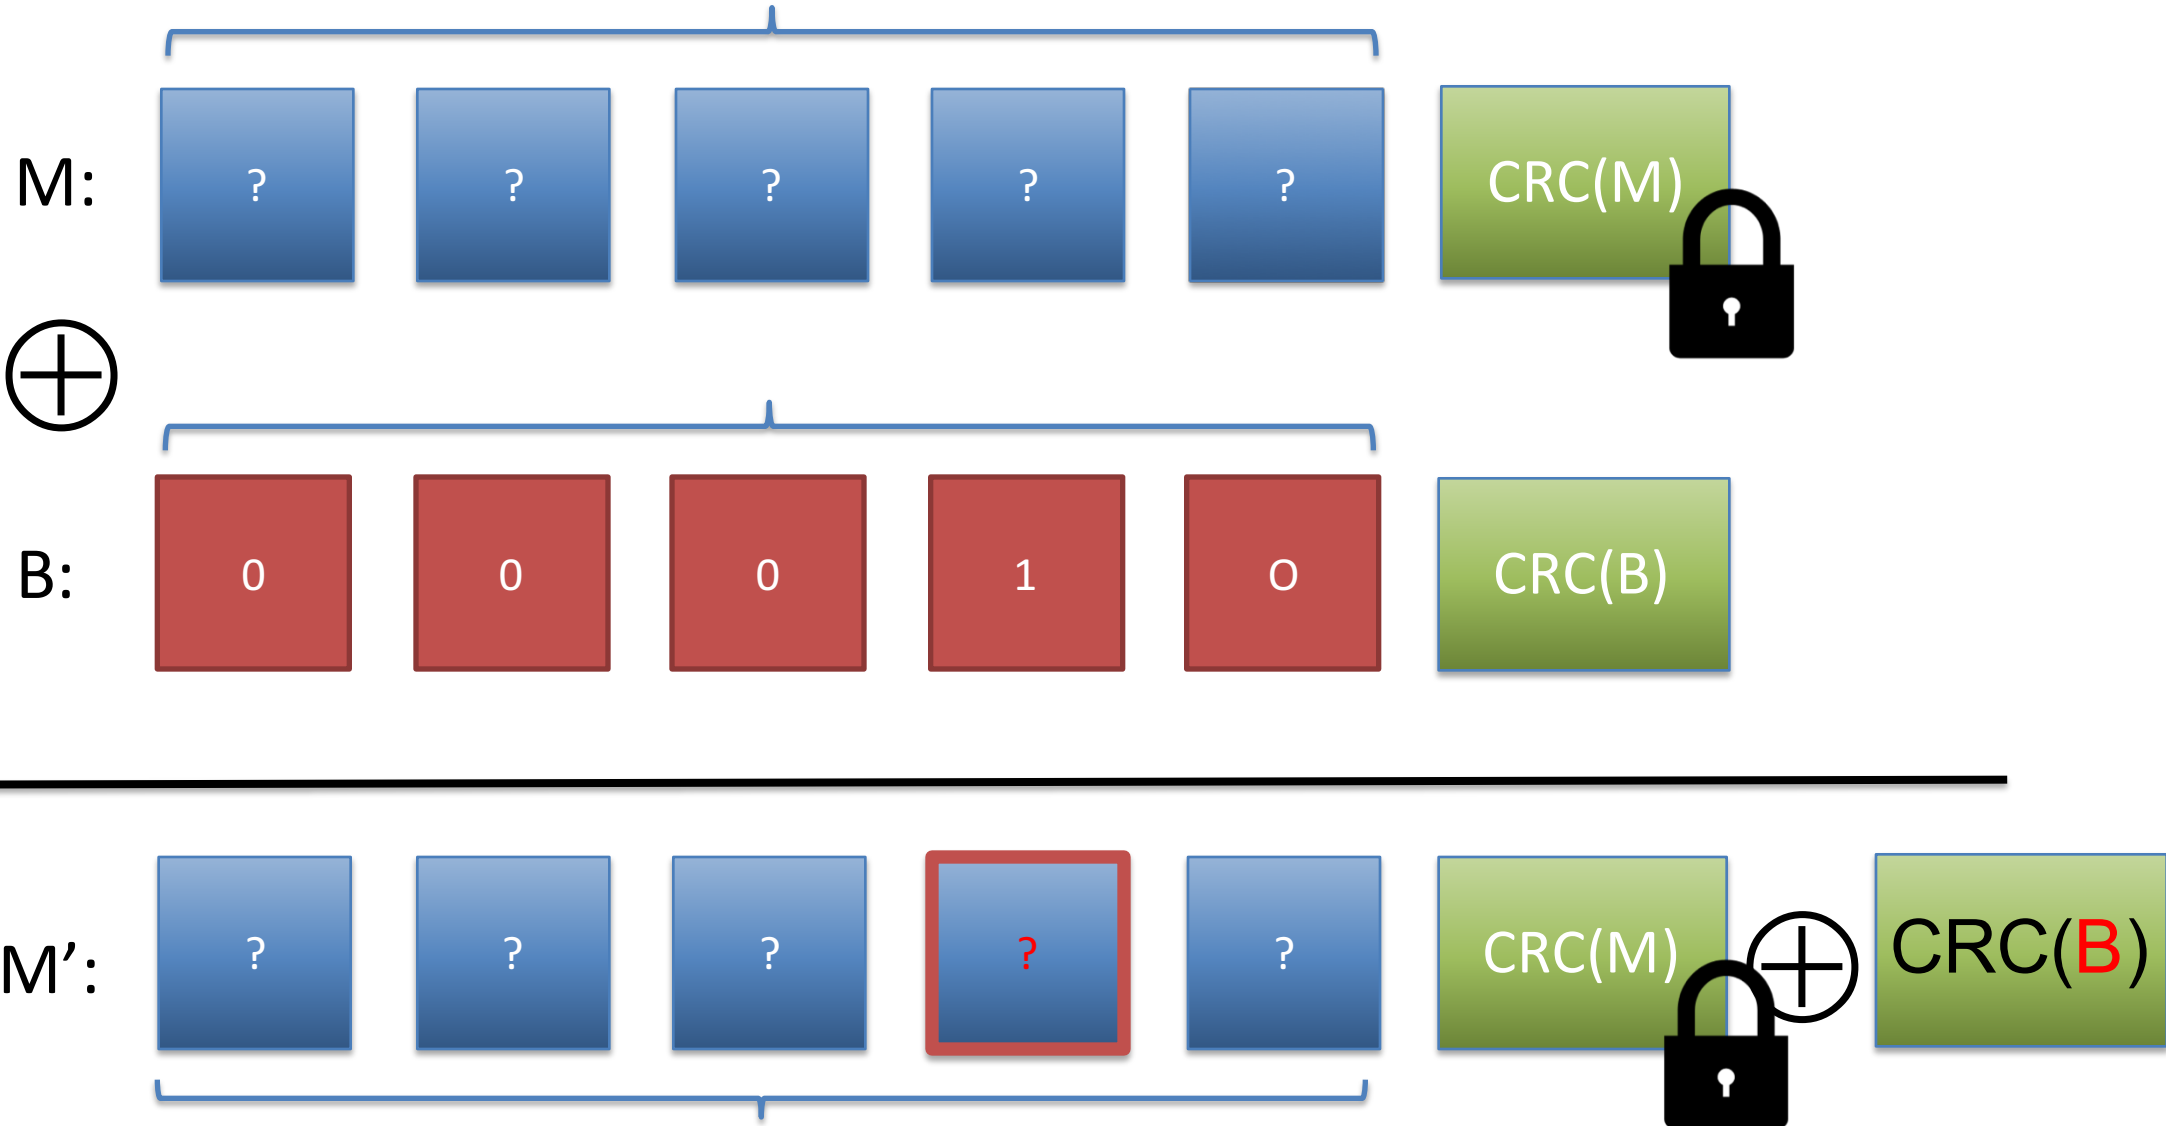 M: ? ? ? ? ? CRC(M)
B: 0 0 0 1 O CRC(B)
M’: ? ? ? ? ? CRC(M) CRC(B)